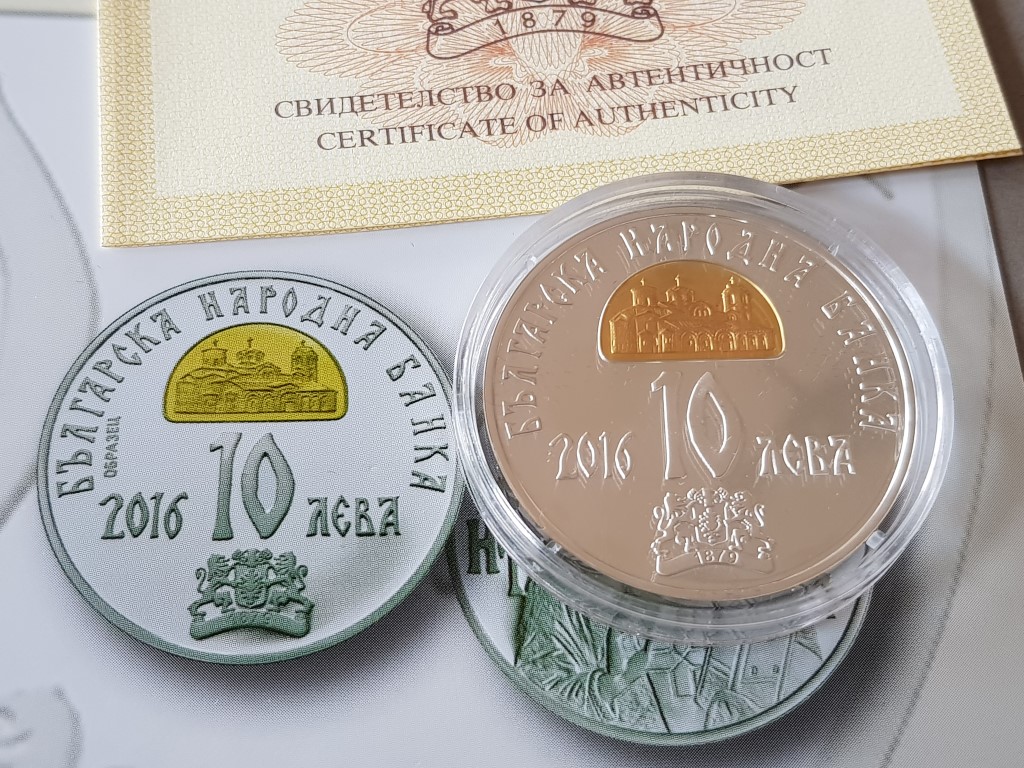 1879
СВИДЕТЕЛСТВО ЗА АВТЕНТИЧНОСТ
CERTIFICATE OF AUTHENTICITY
БЪЛГАРСКА НАРОДНА БАНКА
ОБРАЗЕЦ
2016 10 ЛЕВА
БЪЛГАРСКА НАРОДНА БАНКА
2016 10 ЛЕВА
1879